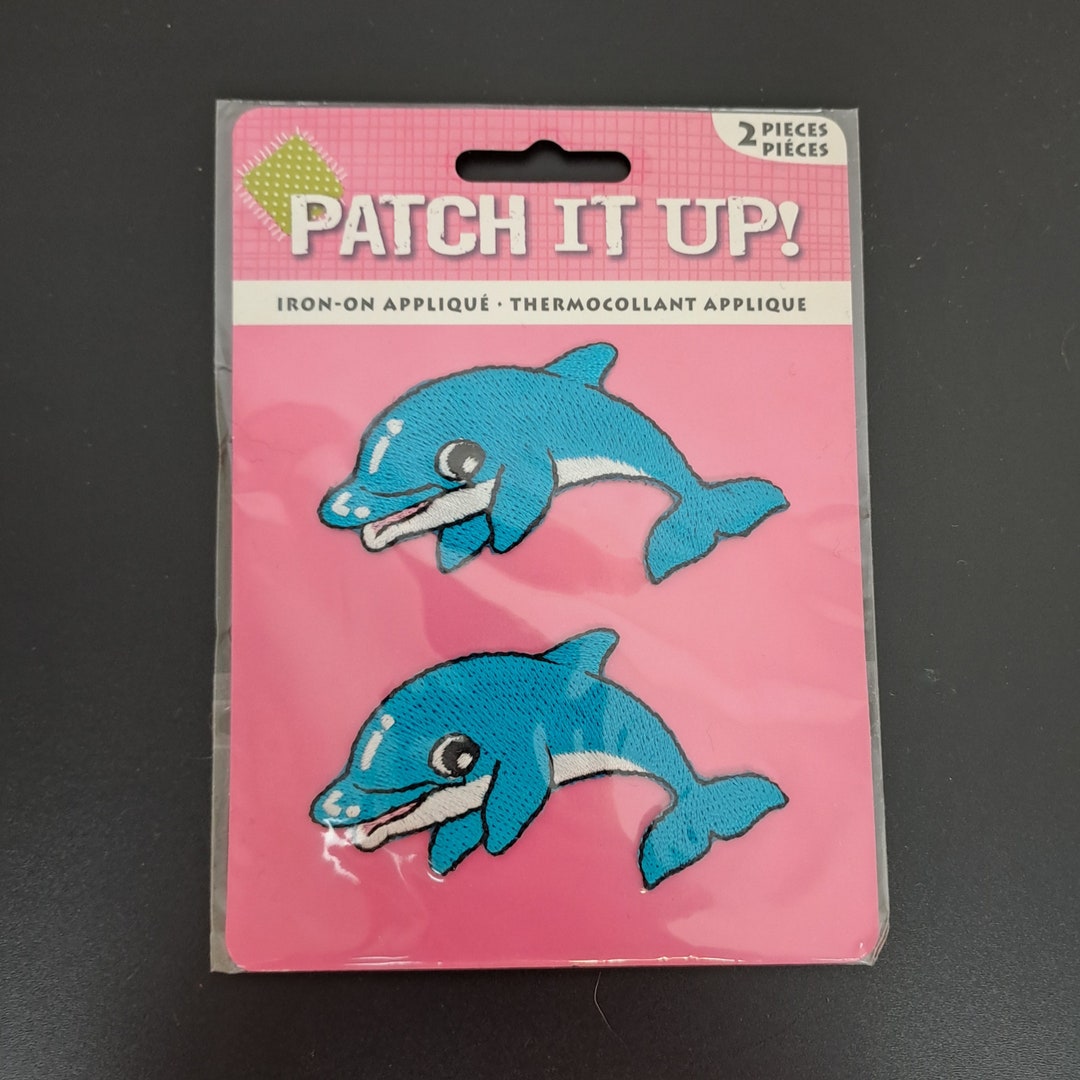 2 PIECES
PIÉCES
PATCH IT UP!
IRON-ON APPLIQUÉ · THERMOCOLLANT APPLIQUE